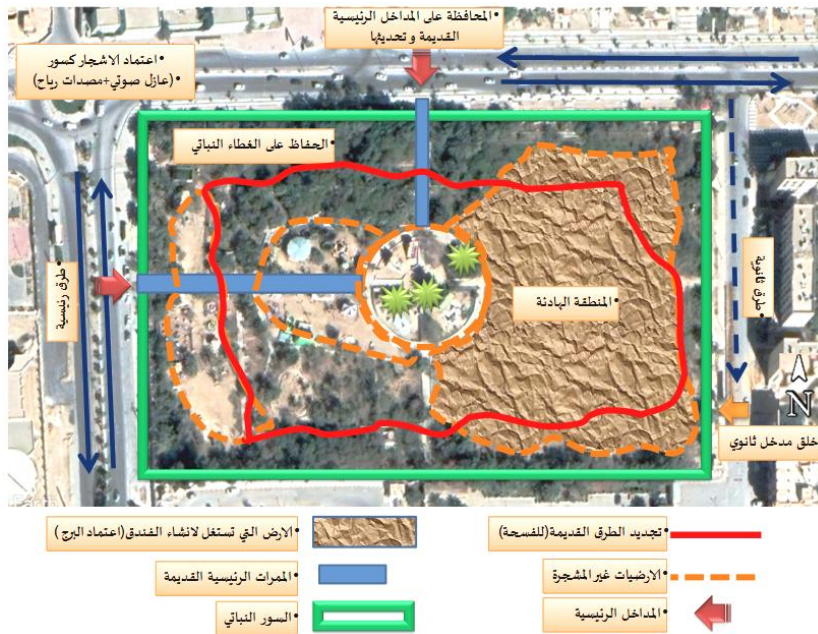 •المحافظة على المداخل الرئيسية
القديمة و تحديثها
•اعتماد الاشجار كسور
•(عازل صوتي+مصدات رياح)
•الحفاظ على الغطاء النباتي
•طرق رئيسية
•المنطقة الهادئة
•طرق ثانوية
N
خلق مدخل ثانوي
•الارض التي تستغل لانشاء الفندق(اعتماد البرج )
•تجديد الطرق القديمة(للفسحة)
•الممرات الرئيسية القديمة
•الارضيات غير المشجرة
•السور النباتي
•المداخل الرئيسية